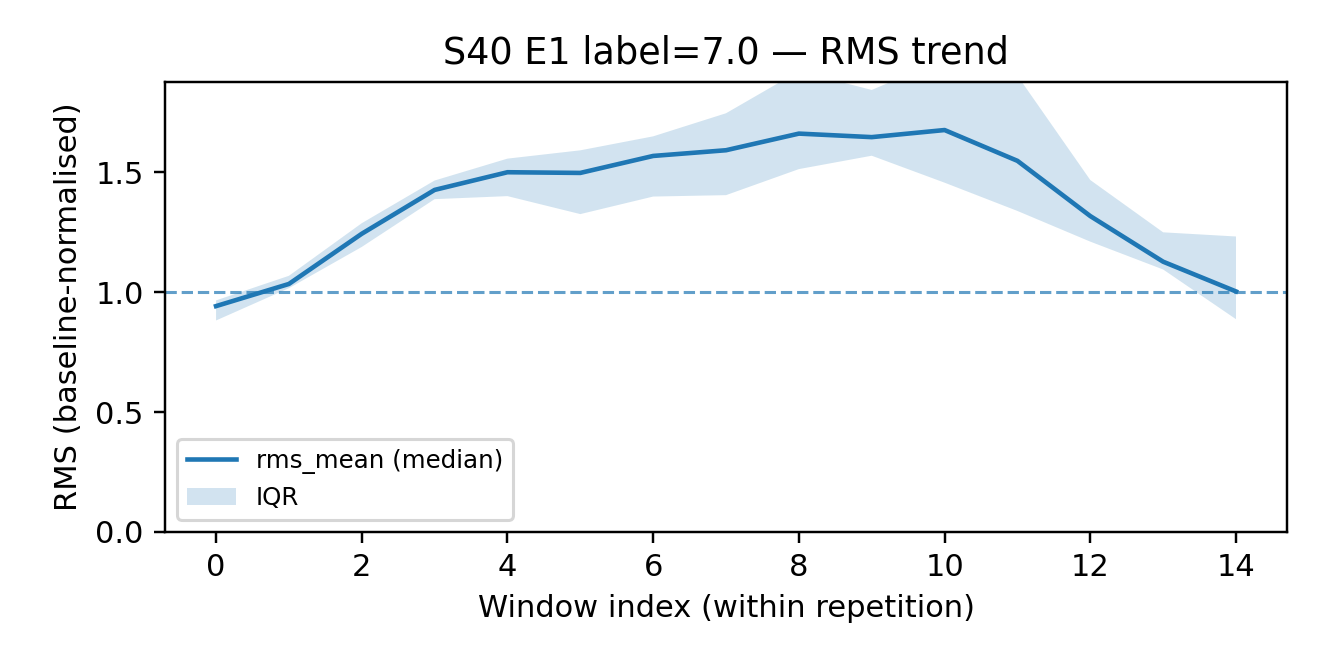 S40 E1 label=7.0 — RMS trend
RMS (baseline-normalised)
1.5
1.0
0.5
0.0
rms_mean (median)
IQR
0 2 4 6 8 10 12 14
Window index (within repetition)